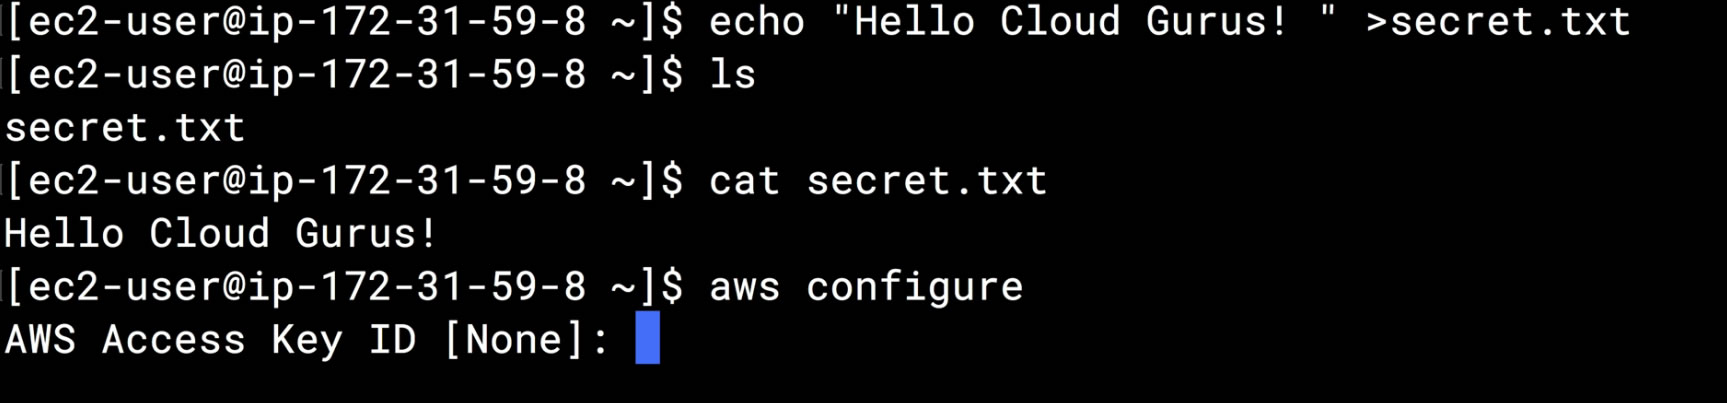 [ec2-user@ip-172-31-59-8 ~]$ echo "Hello Cloud Gurus! " >secret.txt
[ec2-user@ip-172-31-59-8 ~]$ ls
secret.txt
[ec2-user@ip-172-31-59-8 ~]$ cat secret.txt
Hello Cloud Gurus!
[ec2-user@ip-172-31-59-8 ~]$ aws configure
AWS Access Key ID [None]: